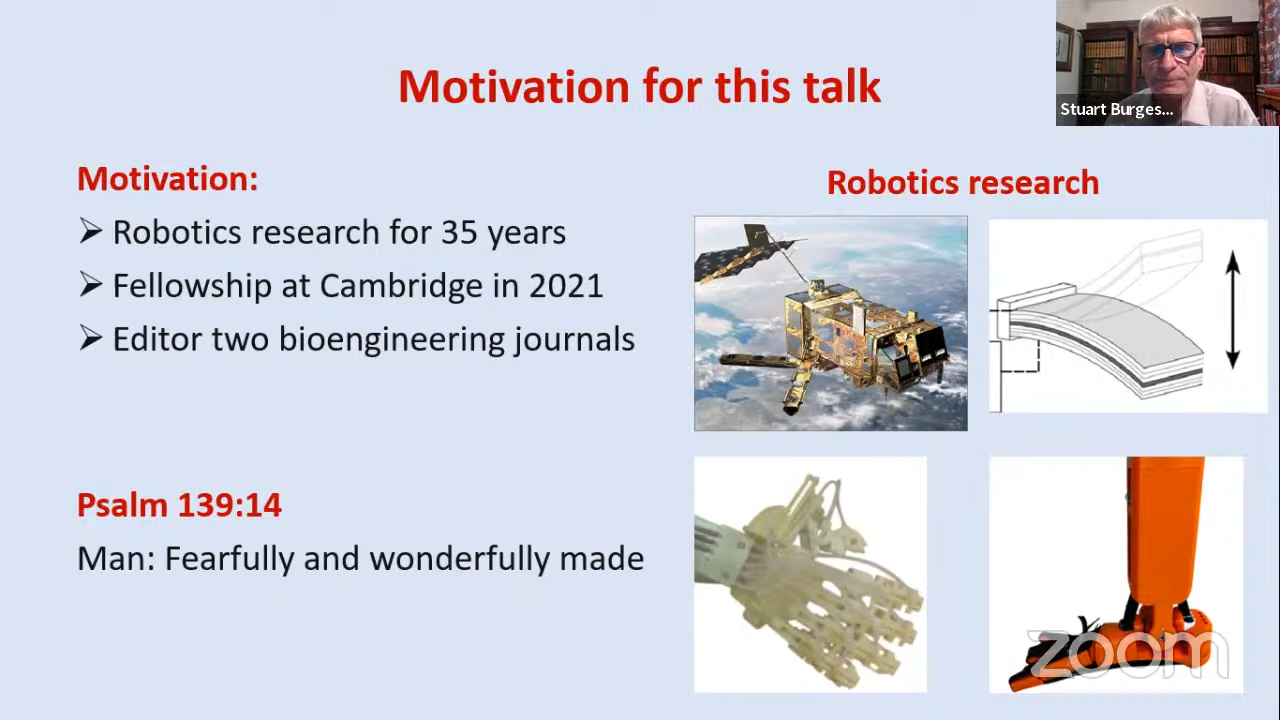 Motivation for this talk
Stuart Burges...
Motivation:
Robotics research for 35 years
Fellowship at Cambridge in 2021
Editor two bioengineering journals
Psalm 139:14
Man: Fearfully and wonderfully made
Robotics research
zoom